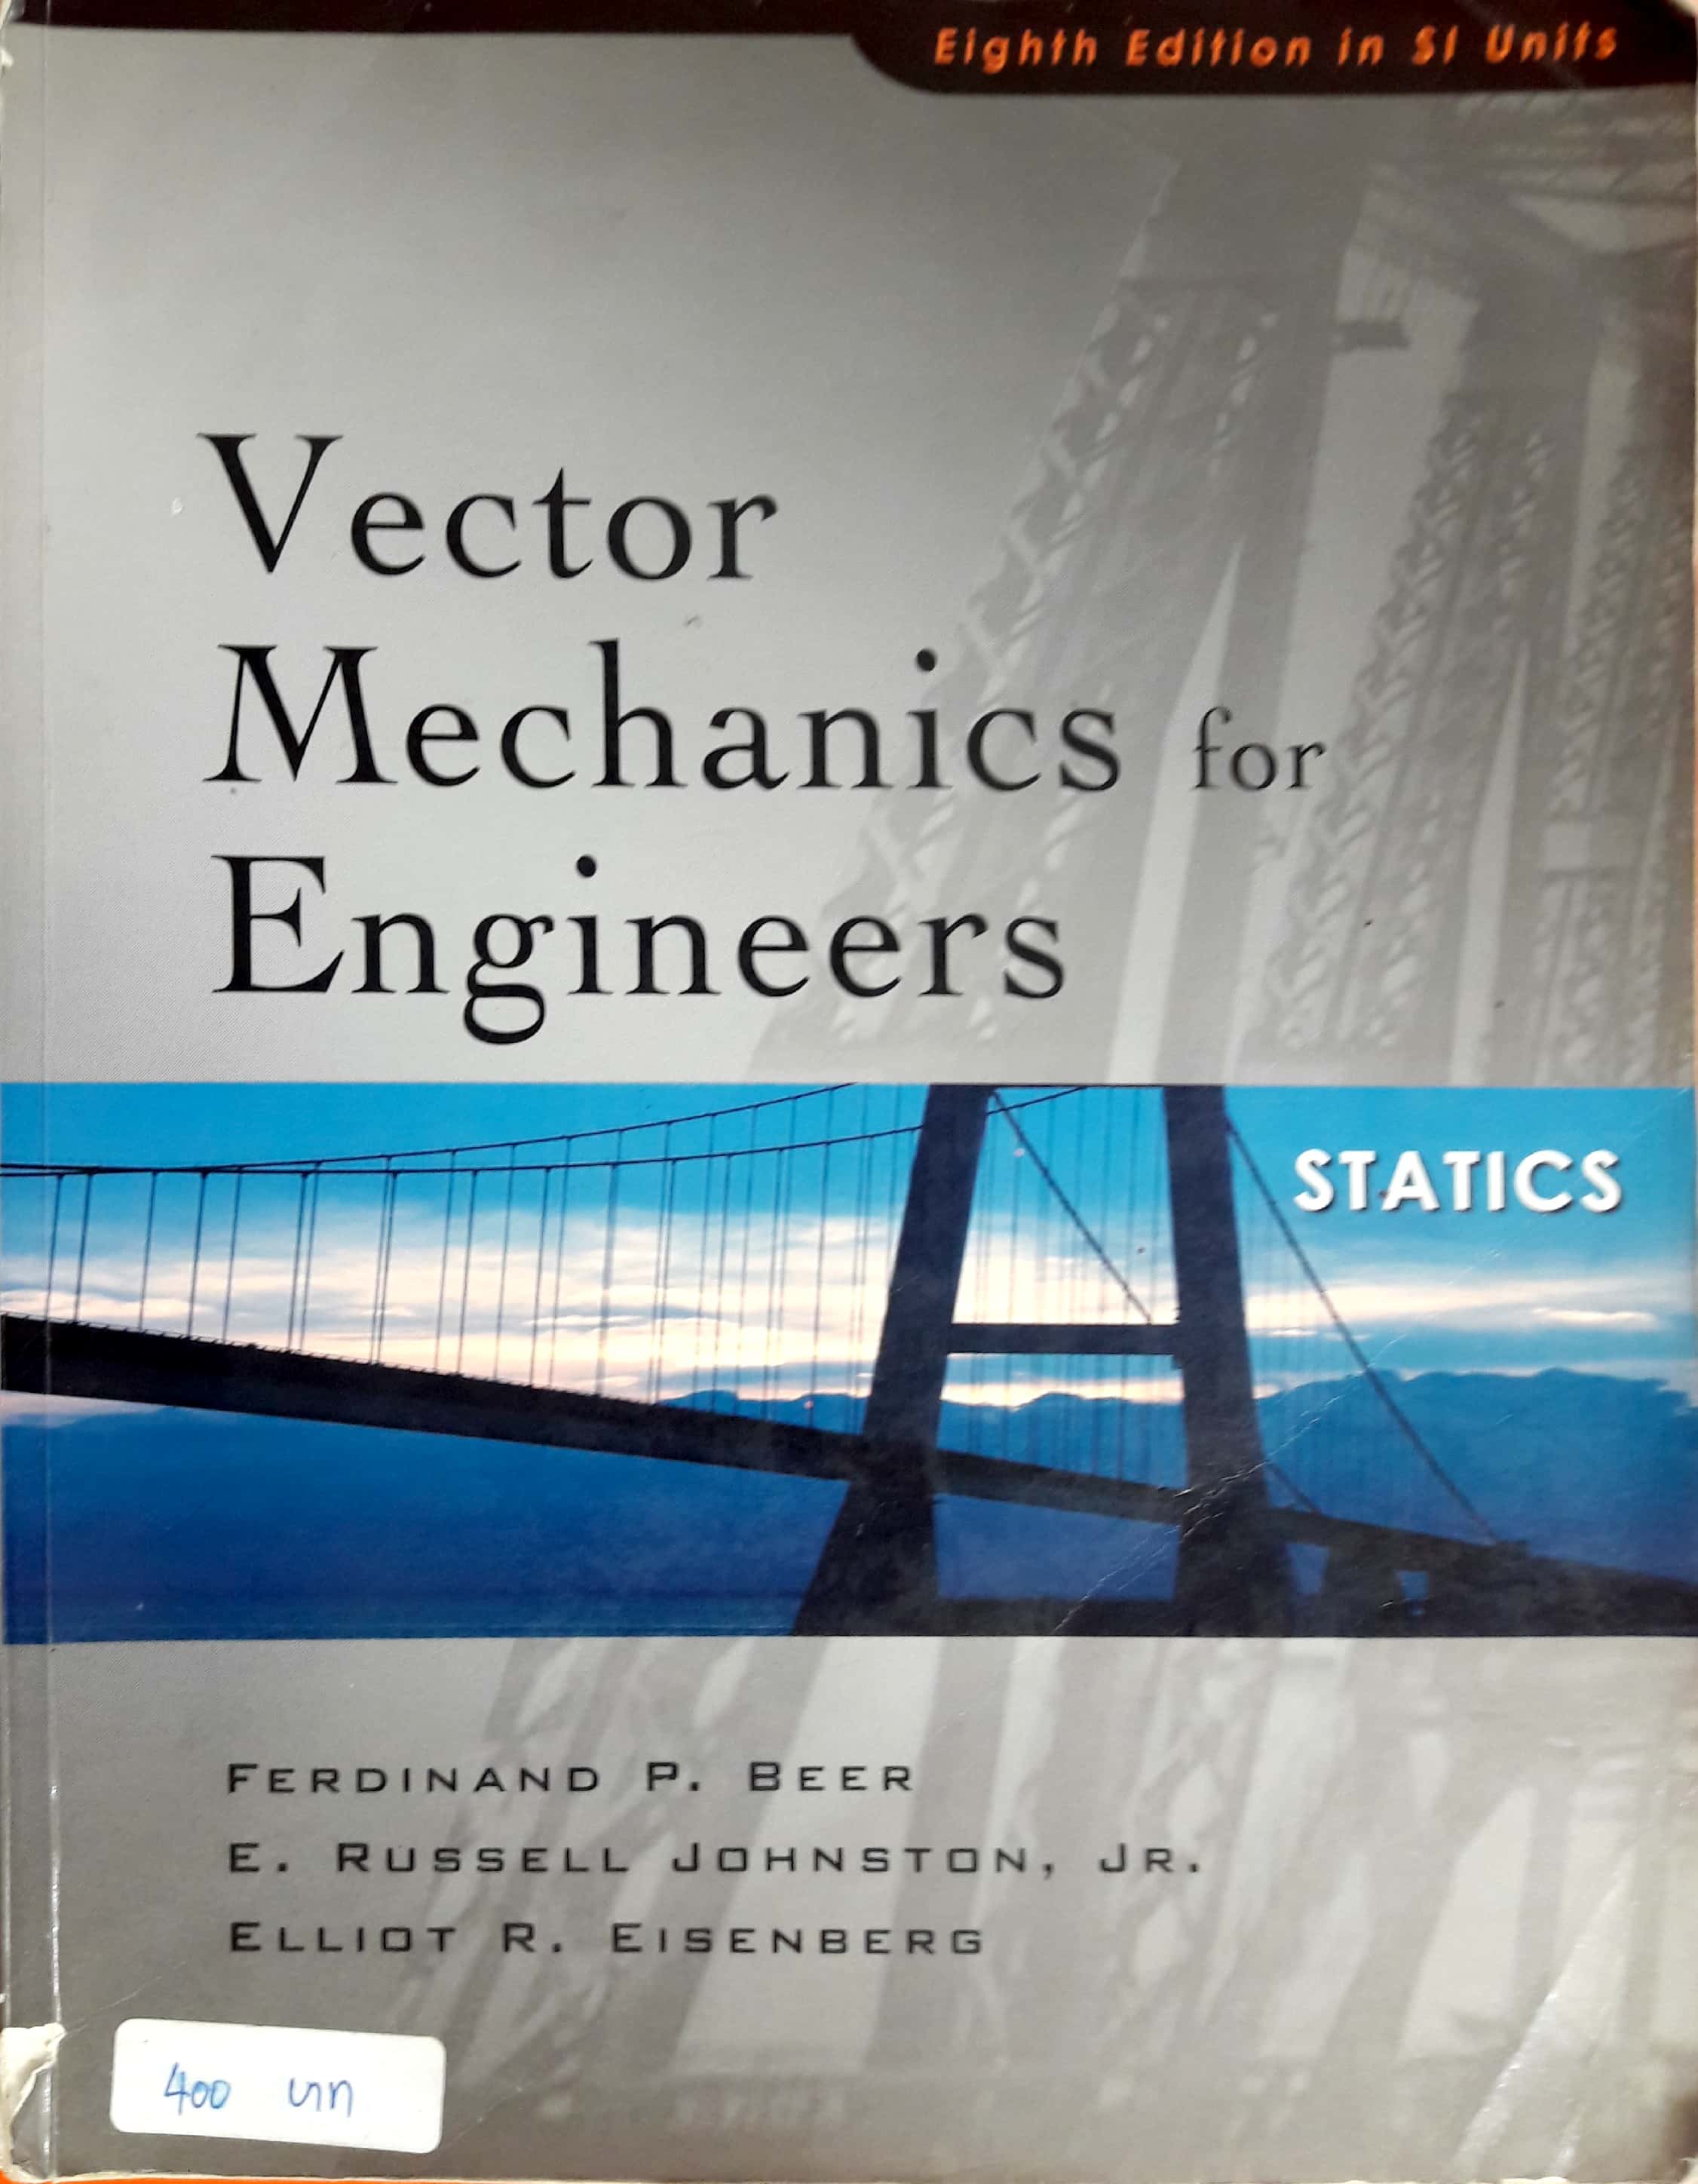 Eighth Edition in SI Units
Vector
Mechanics for
Engineers
STATICS
FERDINAND P. BEER
E. RUSSELL JOHNSTON, JR.
ELLIOT R. EISENBERG
400 บาท